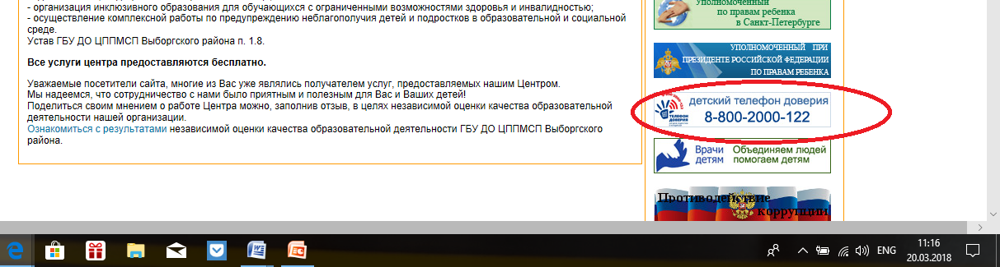 - организация инклюзивного образования для обучающихся с ограниченными возможностями здоровья и инвалидностью;
- осуществление комплексной работы по предупреждению неблагополучия детей и подростков в образовательной и социальной
среде.
Устав ГБУ ДО ЦППМСП Выборгского района п. 1.8.
Все услуги центра предоставляются бесплатно.
Уважаемые посетители сайта, многие из Вас уже являлись получателем услуг, предоставляемых нашим Центром.
Мы надеемся, что сотрудничество с нами было приятным и полезным для Вас и Ваших детей!
Поделиться своим мнением о работе Центра можно, заполнив отзыв, в целях независимой оценки качества образовательной
деятельности нашей организации.
Ознакомиться с результатами независимой оценки качества образовательной деятельности ГБУ ДО ЦППМСП Выборгского
района.
Уполномоченный
по правам ребенка
в Санкт-Петербурге
УПОЛНОМОЧЕННЫЙ ПРИ
ПРЕЗИДЕНТЕ РОССИЙСКОЙ ФЕДЕРАЦИИ
ПО ПРАВАМ РЕБЕНКА
ТЕЛЕФОН
ДОВЕРИЯ
детский телефон доверия
8-800-2000-122
Врачи
детям
Объединяем людей
помогаем детям
Противодействие
коррупции
ENG
11:16
20.03.2018